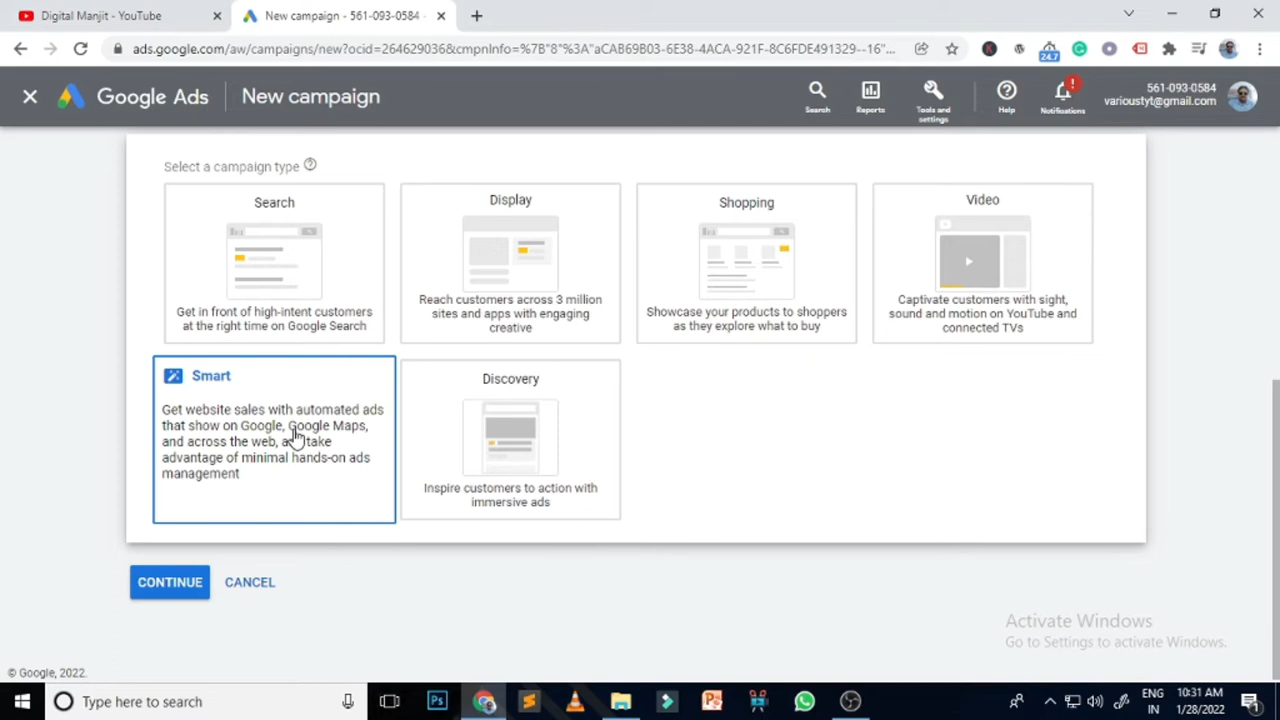 Digital Manjit - YouTube
New campaign - 561-093-0584 -
ads.google.com/aw/campaigns/new?ocid=264629036&cmpnInfo=%7B"8"%3A"aCAB69B03-6E38-4ACA-921F-8C6FDE491329--16"...
24.7
Google Ads
New campaign
Search
Reports
Tools and
settings
Help
!
Notifications
561-093-0584
varioustyt@gmail.com
Select a campaign type
Search
Get in front of high-intent customers
at the right time on Google Search
Display
Reach customers across 3 million
sites and apps with engaging
creative
Shopping
Showcase your products to shoppers
as they explore what to buy
Video
Captivate customers with sight,
sound and motion on YouTube and
connected TVs
Smart
Get website sales with automated ads
that show on Google, Google Maps,
and across the web, and take
advantage of minimal hands-on ads
management
Discovery
Inspire customers to action with
immersive ads
CONTINUE
CANCEL
Activate Windows
Go to Settings to activate Windows.
© Google, 2022.
Type here to search
Ps
ENG
IN
10:31 AM
1/28/2022